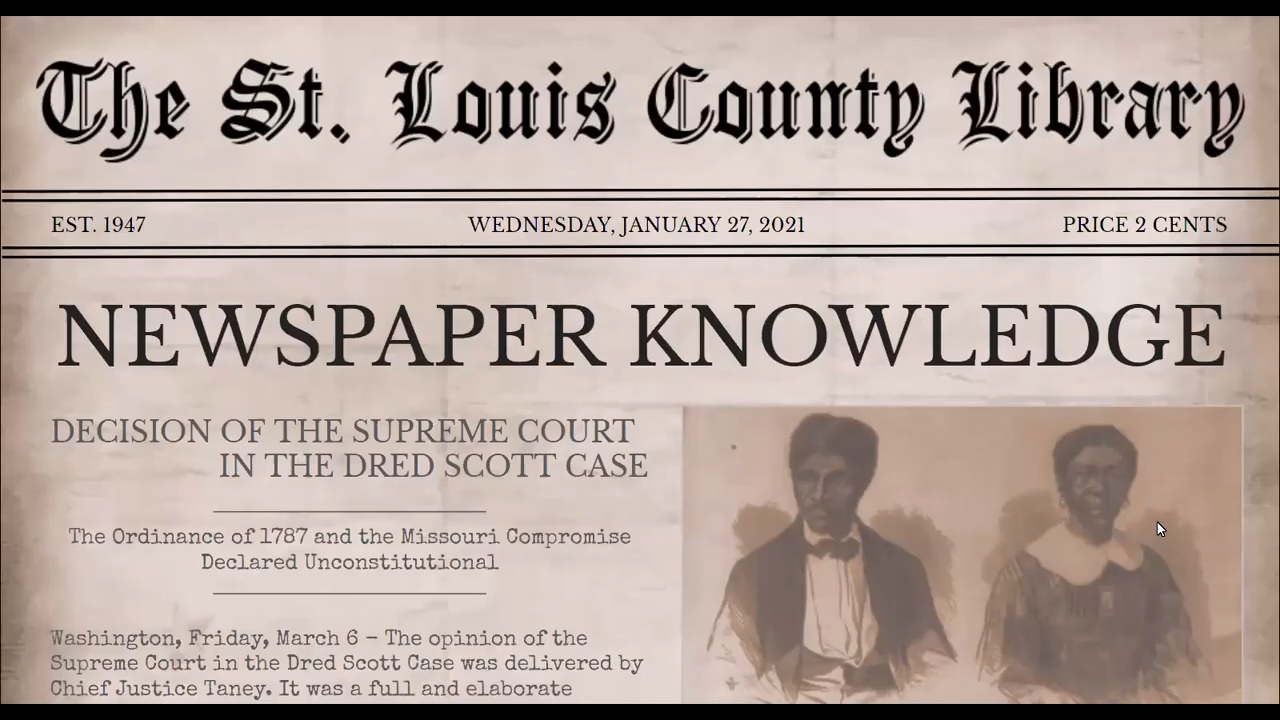 The St. Louis County Library
EST. 1947 WEDNESDAY, JANUARY 27, 2021 PRICE 2 CENTS
NEWSPAPER KNOWLEDGE
DECISION OF THE SUPREME COURT
IN THE DRED SCOTT CASE
The Ordinance of 1787 and the Missouri Compromise
Declared Unconstitutional
Washington, Friday, March 6 – The opinion of the
Supreme Court in the Dred Scott Case was delivered by
Chief Justice Taney. It was a full and elaborate